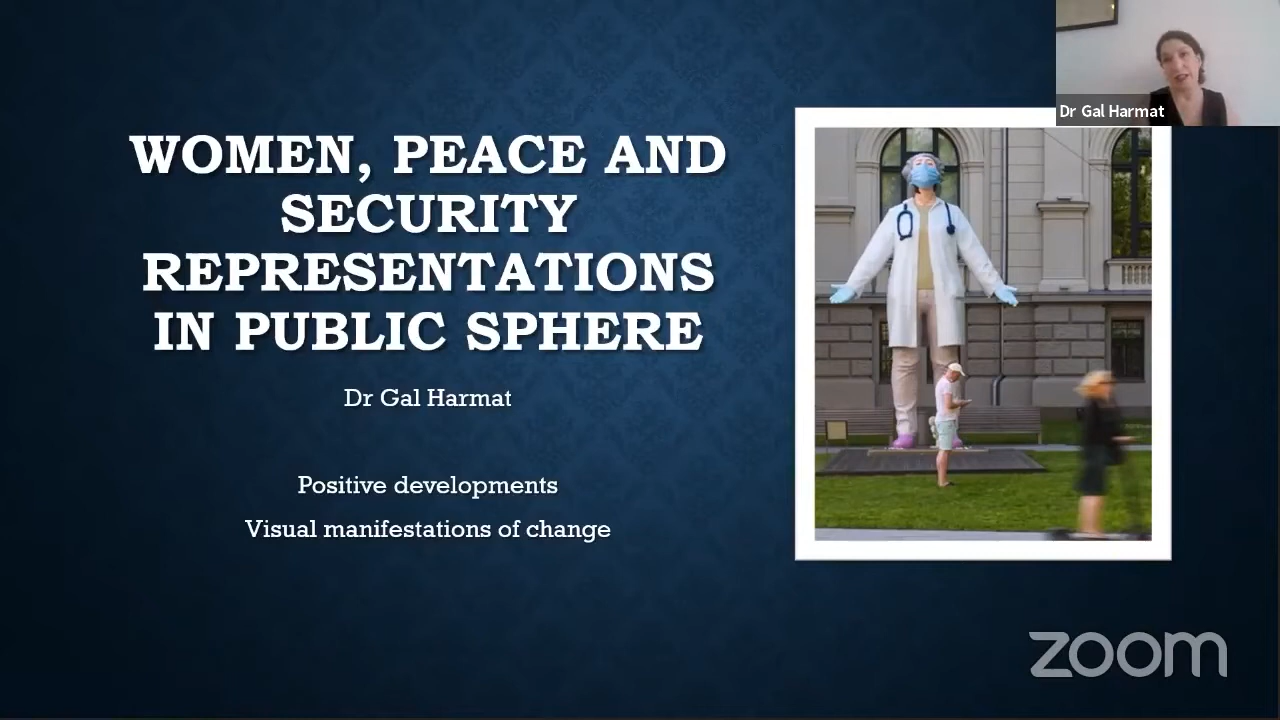 WOMEN, PEACE AND
SECURITY
REPRESENTATIONS
IN PUBLIC SPHERE
Dr Gal Harmat
Positive developments
Visual manifestations of change
Dr Gal Harmat
zoom